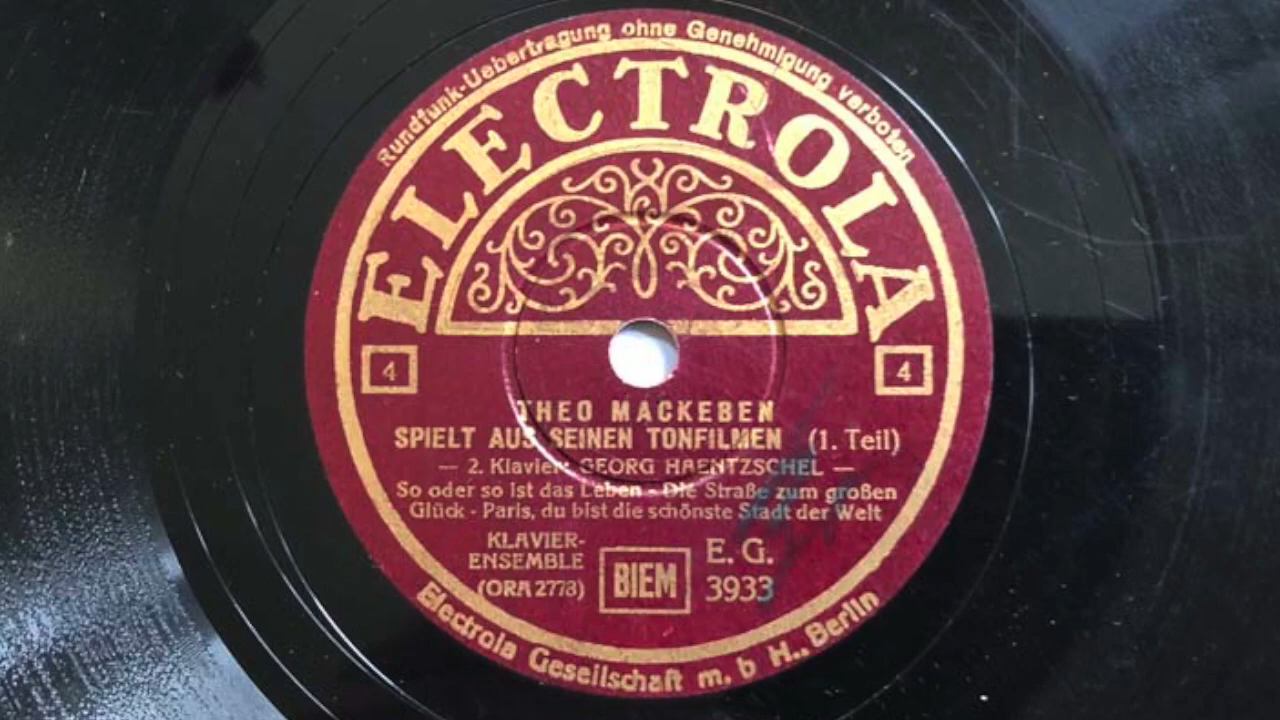 Rundfunk-Uebertragung ohne Genehmigung verboten
ELECTROLA
4
4
THEO MACKEBEN
SPIELT AUS SEINEN TONFILMEN (1. Teil)
— 2. Klavier: GEORG HAENTZSCHEL —
So oder so ist das Leben - Die Straße zum großen
Glück - Paris, du bist die schönste Stadt der Welt
KLAVIER-
ENSEMBLE
(ORA 2773)
BIEM
E. G.
3933
Electrola Gesellschaft m. b H., Berlin